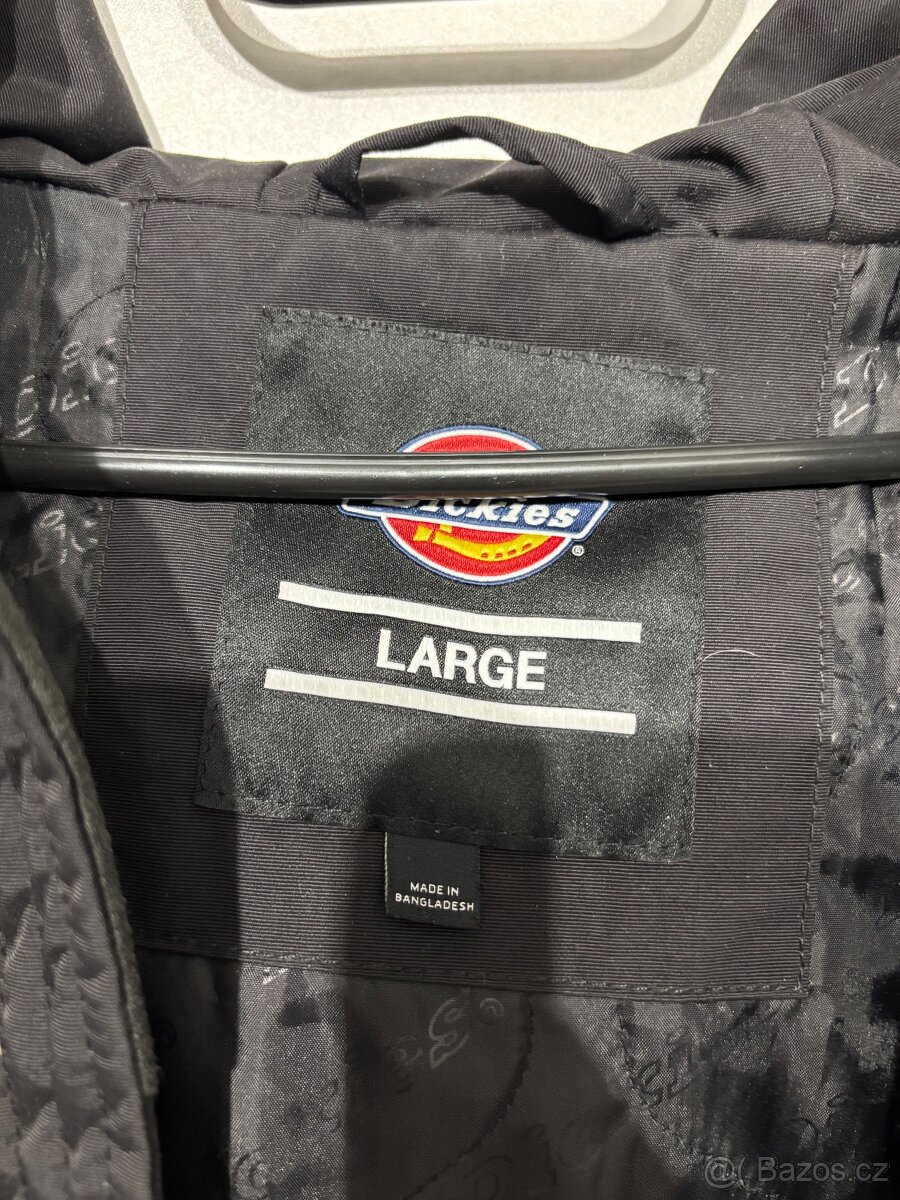 Dickies
®
LARGE
MADE IN
BANGLADESH
@ Bazos.cz